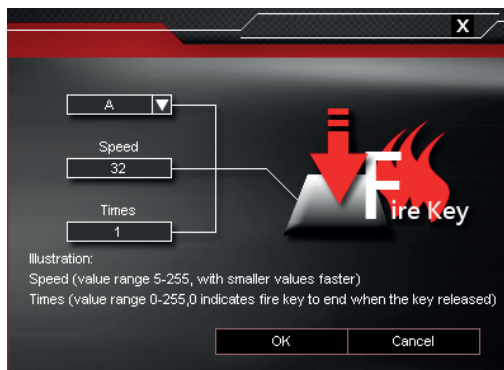 X
A
Speed
32
Times
1
Fire Key
Illustration:
Speed (value range 5-255, with smaller values faster)
Times (value range 0-255,0 indicates fire key to end when the key released)
OK
Cancel